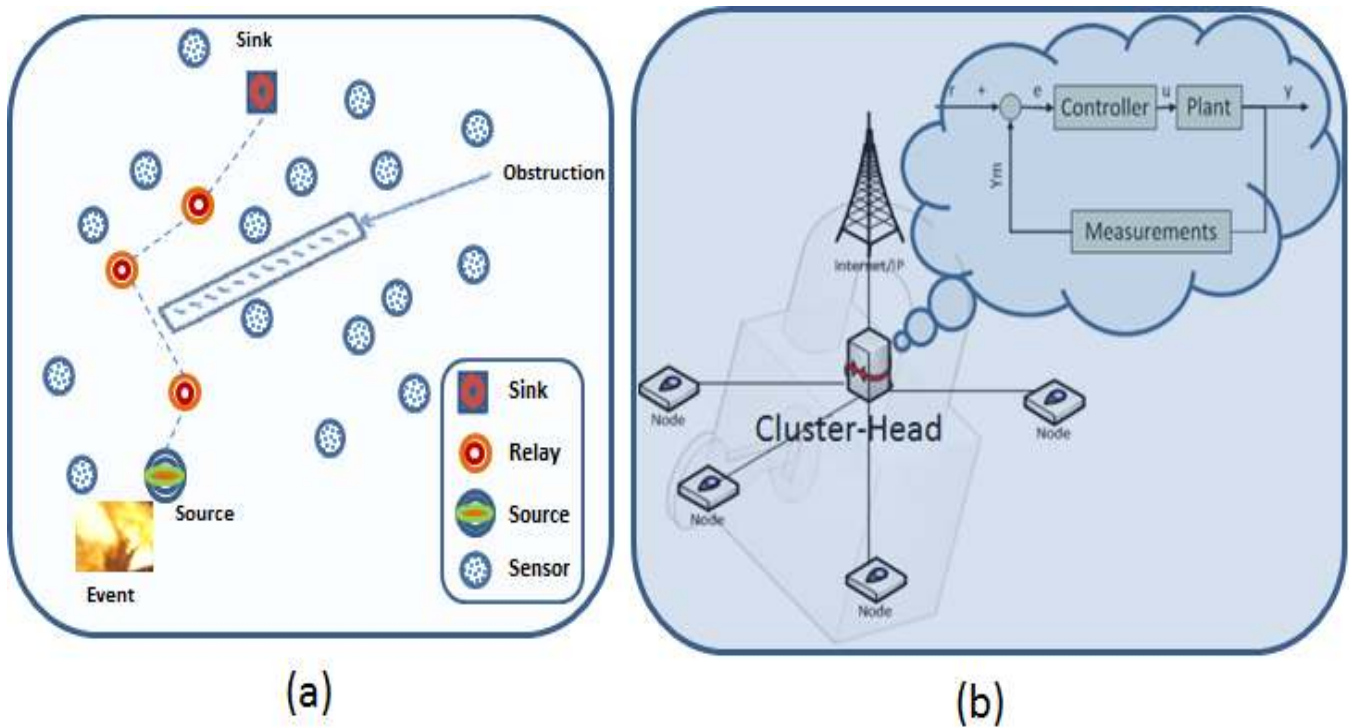 Sink
Obstruction
Source
Event
Sink
Relay
Source
Sensor
(a)
r + e Controller u Plant y
Ym
Measurements
Internet/IP
Node
Cluster-Head
Node
Node
Node
(b)